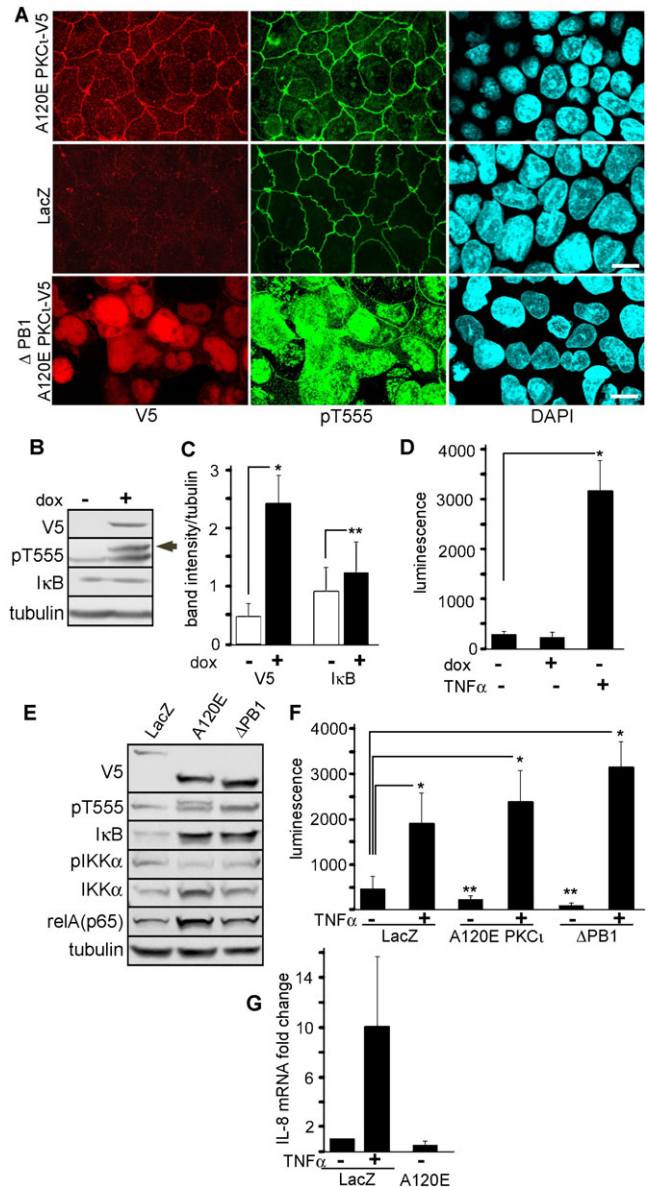 A
A120E PKCι-V5
LacZ
Δ PB1
A120E PKCι-V5
V5
pT555
DAPI
B
dox
- +
V5
pT555
IκB
tubulin
C
band intensity/tubulin
3
2
1
0
- + - +
dox
V5
IκB
*
**
D
luminescence
4000
3000
2000
1000
0
*
dox - + -
TNFα - - +
E
LacZ
A120E
ΔPB1
V5
pT555
IκB
pIKKα
IKKα
relA(p65)
tubulin
F
luminescence
4000
3000
2000
1000
500
* * *
** **
TNFα - + - + - +
LacZ
A120E PKCι
ΔPB1
G
IL-8 mRNA fold change
14
10
6
2
TNFα - + -
LacZ
A120E